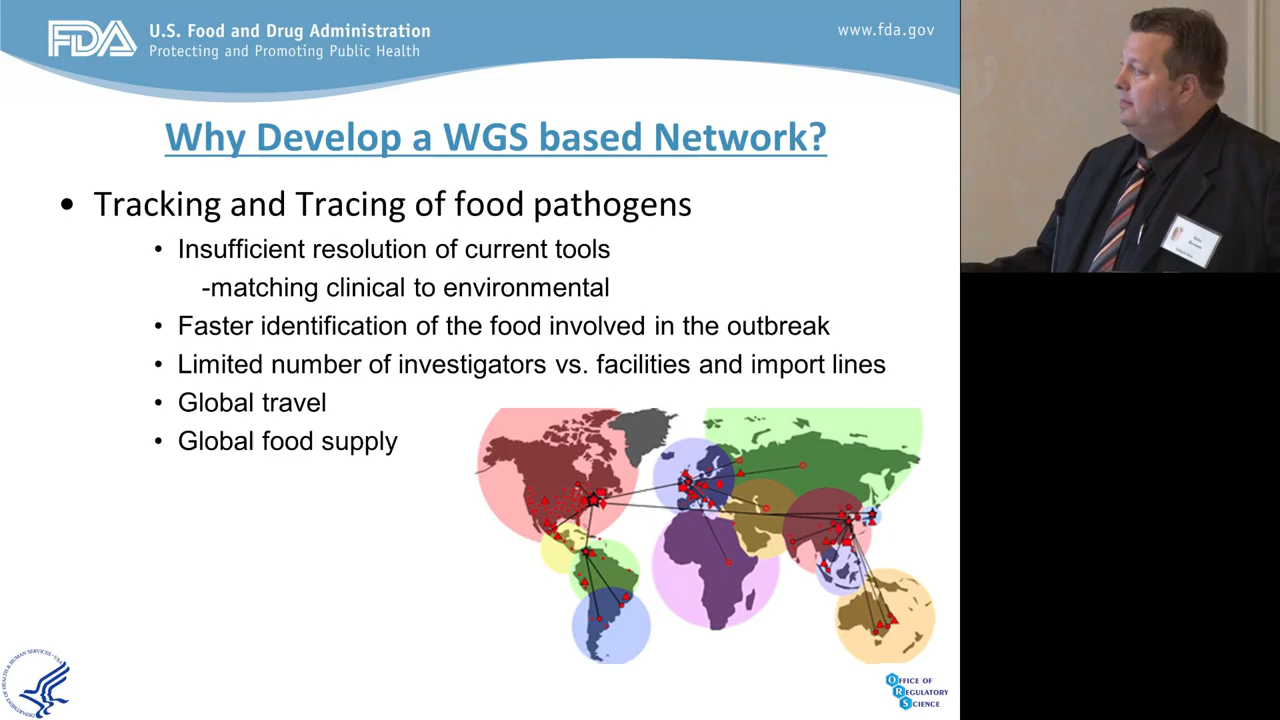 FDA
U.S. Food and Drug Administration
Protecting and Promoting Public Health
www.fda.gov
Why Develop a WGS based Network?
• Tracking and Tracing of food pathogens
• Insufficient resolution of current tools
-matching clinical to environmental
• Faster identification of the food involved in the outbreak
• Limited number of investigators vs. facilities and import lines
• Global travel
• Global food supply
OFFICE OF
REGULATORY
SCIENCE